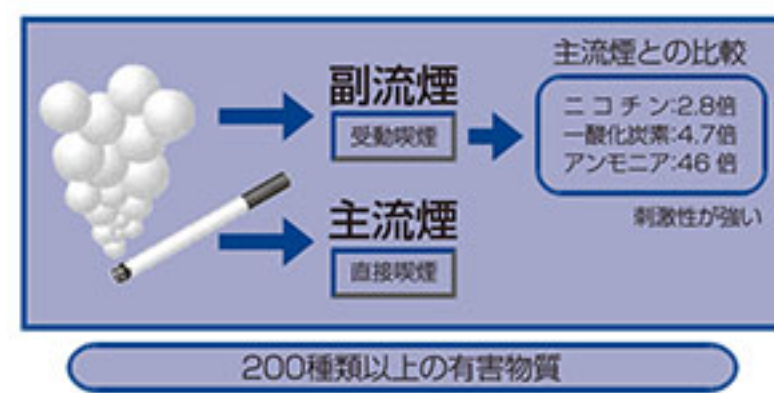 主流煙との比較
副流煙
受動喫煙
ニコチン:2.8倍
一酸化炭素:4.7倍
アンモニア:46倍
刺激性が強い
主流煙
直接喫煙
200種類以上の有害物質